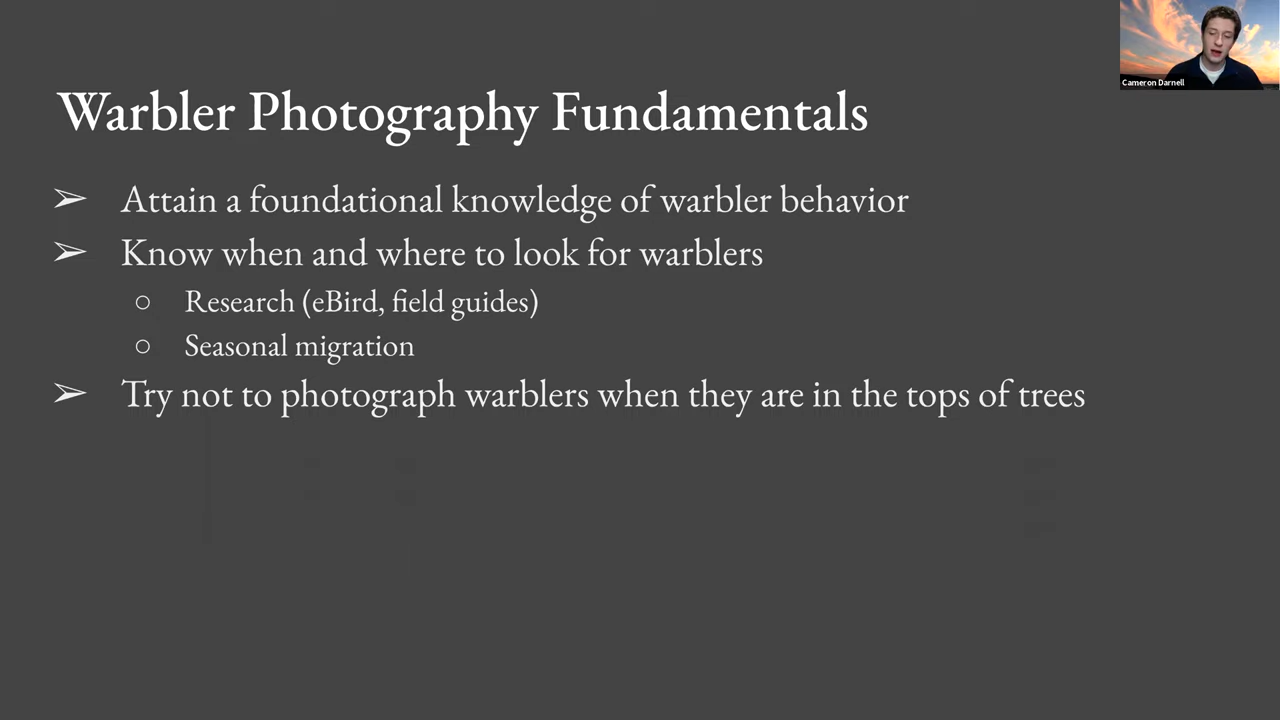 Cameron Darnell
Warbler Photography Fundamentals
➢ Attain a foundational knowledge of warbler behavior
➢ Know when and where to look for warblers
○ Research (eBird, field guides)
○ Seasonal migration
➢ Try not to photograph warblers when they are in the tops of trees